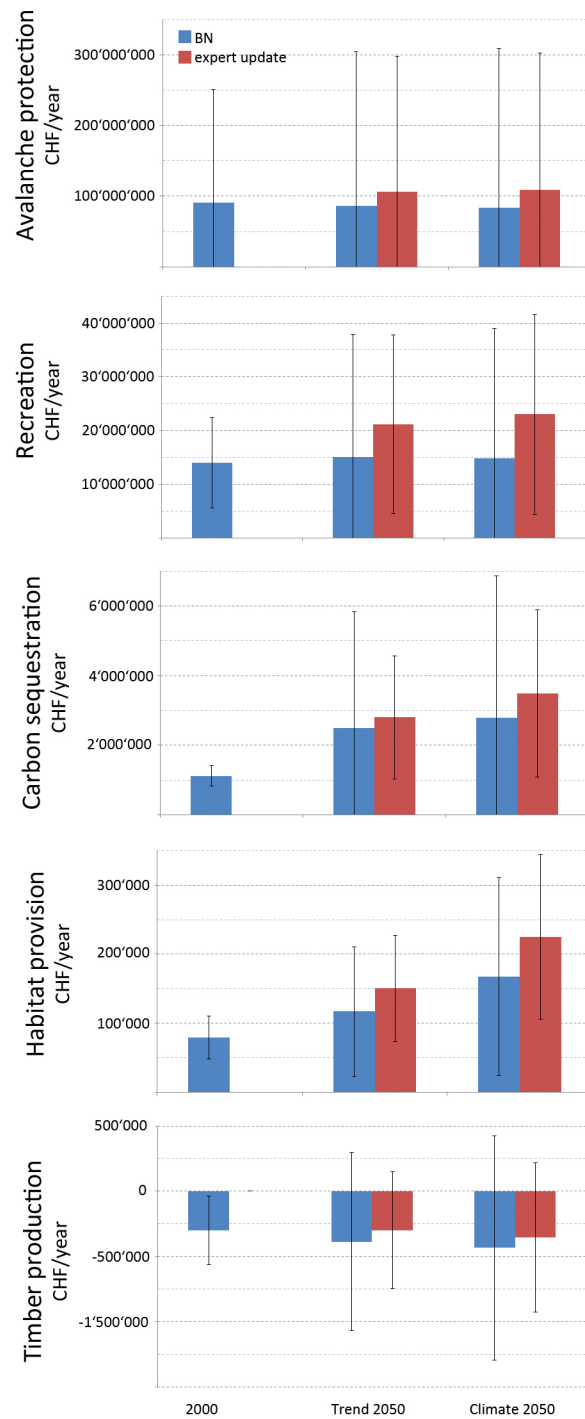 Avalanche protection
CHF/year
300‘000‘000
200‘000‘000
100‘000‘000
BN
expert update
Recreation
CHF/year
40‘000‘000
30‘000‘000
20‘000‘000
10‘000‘000
Carbon sequestration
CHF/year
6‘000‘000
4‘000‘000
2‘000‘000
Habitat provision
CHF/year
300‘000
200‘000
100‘000
Timber production
CHF/year
500‘000
0
-500‘000
-1‘500‘000
2000 Trend 2050 Climate 2050